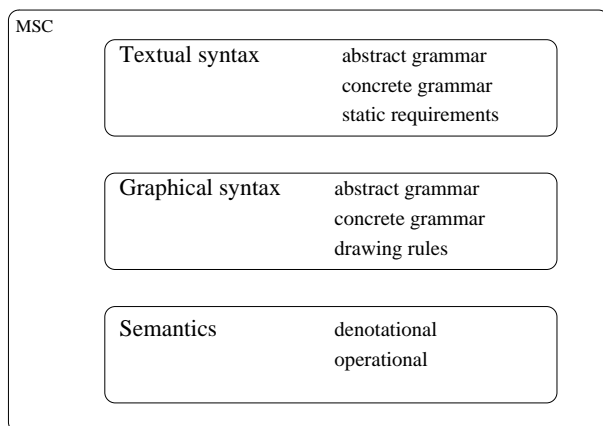 MSC
Textual syntax abstract grammar
concrete grammar
static requirements
Graphical syntax abstract grammar
concrete grammar
drawing rules
Semantics denotational
operational